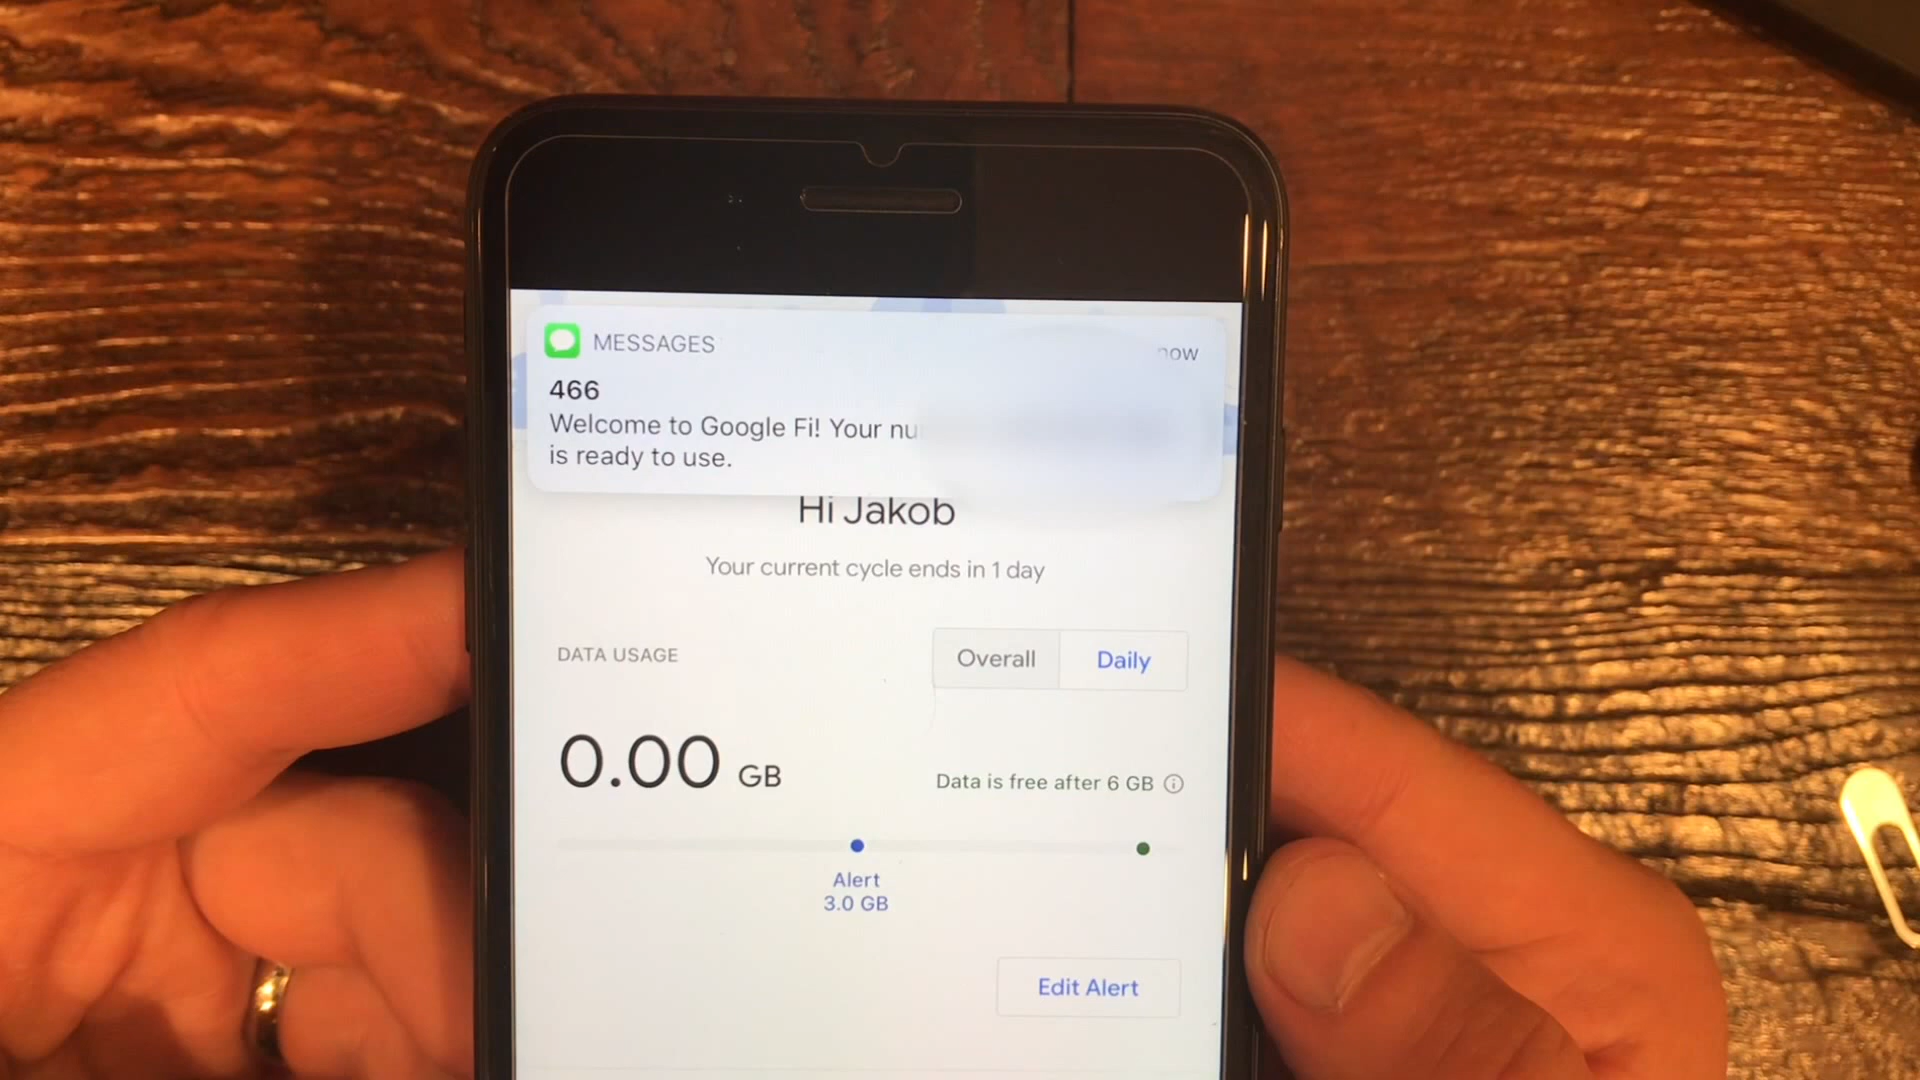 MESSAGES
now
466
Welcome to Google Fi! Your
is ready to use.
Hi Jakob
Your current cycle ends in 1 day
DATA USAGE
Overall
Daily
0.00 GB
Data is free after 6 GB
Alert
3.0 GB
Edit Alert